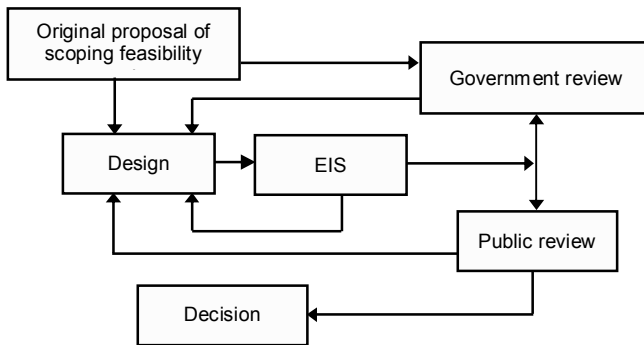 Original proposal of
scoping feasibility
Government review
Design
EIS
Public review
Decision